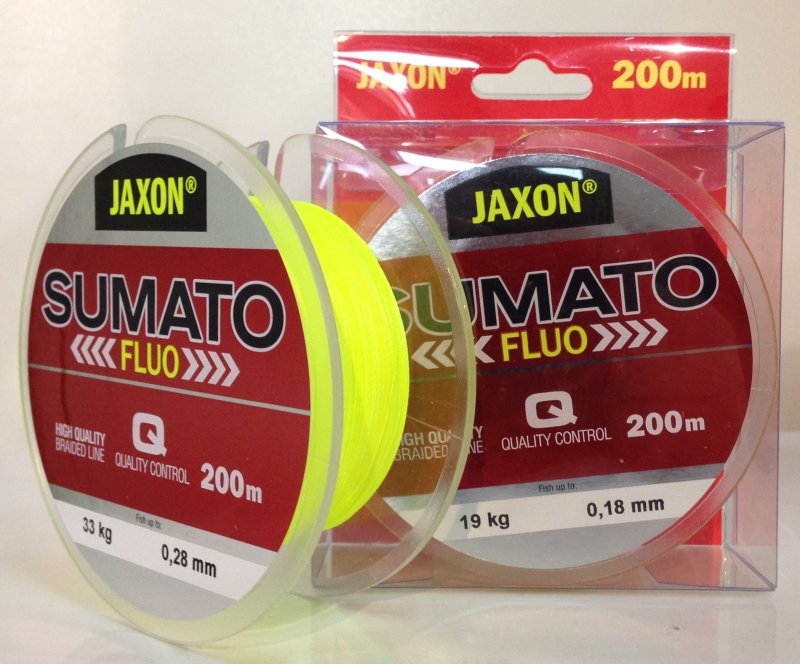 JAXON®
SUMATO
FLUO
HIGH QUALITY
BRAIDED LINE
Q
QUALITY CONTROL
200m
Fish up to:
33 kg
0,28 mm
JAXON®
200m
JAXON®
SUMATO
FLUO
HIGH QUALITY
BRAIDED LINE
Q
QUALITY CONTROL
200m
Fish up to:
19 kg
0,18 mm